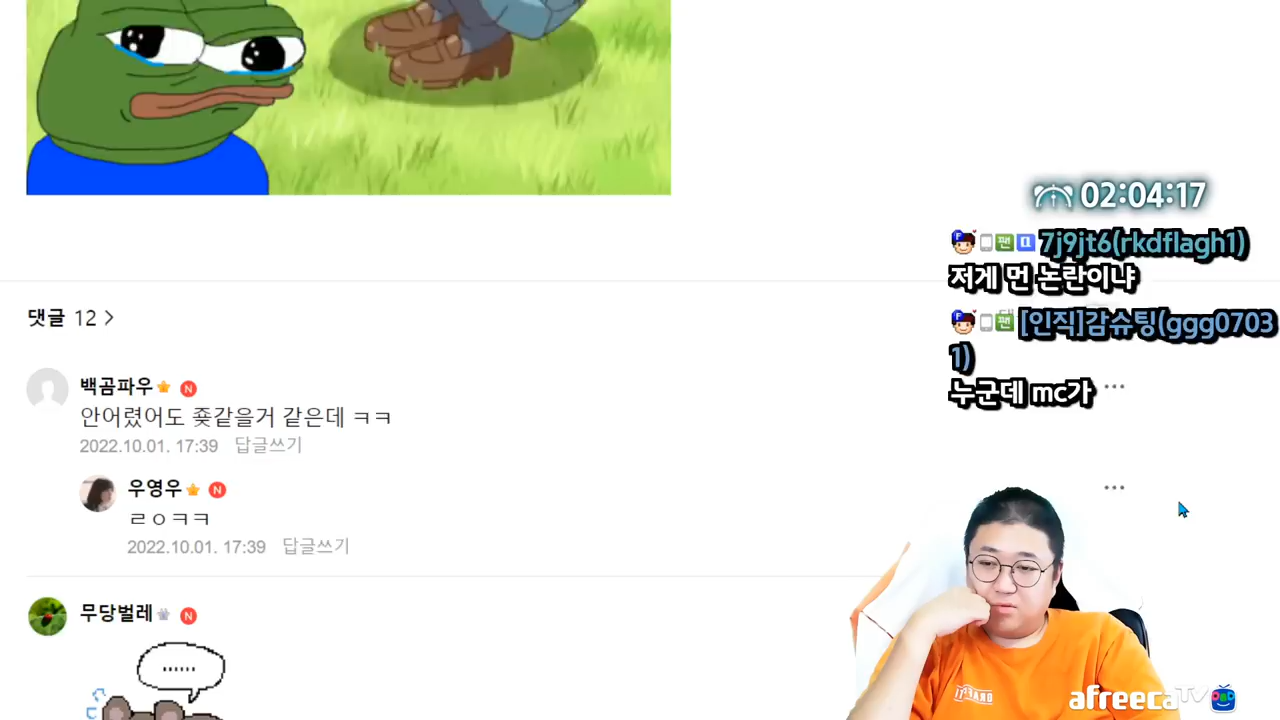 02:04:17
7j9jt6(rkdflagh1)
저게 먼 논란이냐
[인직]감슈팅(ggg0703
1)
누군데 mc가
댓글 12 >
백곰파우 N
안어렸어도 좃같을거 같은데 ㅋㅋ
2022.10.01. 17:39 답글쓰기
우영우 N
ㄹㅇㅋㅋ
2022.10.01. 17:39 답글쓰기
무당벌레 N
......
afreecaTV